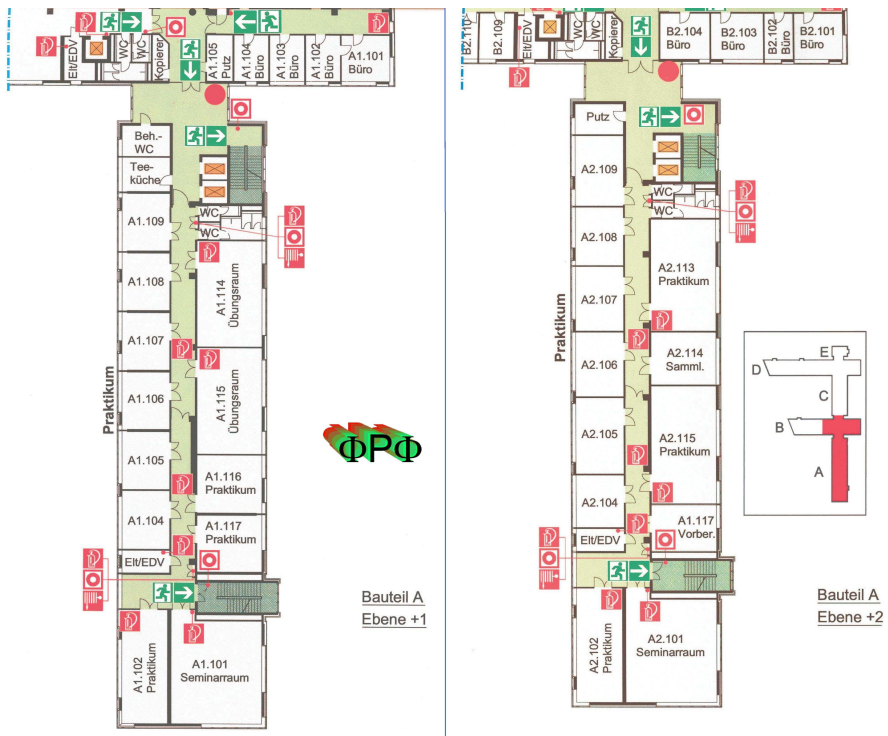 Elt/EDV
WC
WC
WC
Kopierer
A1.105
Putz
A1.104
Büro
A1.103
Büro
A1.102
Büro
A1.101
Büro
Beh.-
WC
Tee-
küche
A1.109
A1.108
A1.107
A1.106
A1.105
A1.104
Elt/EDV
Praktikum
WC
WC
A1.114
Übungsraum
A1.115
Übungsraum
A1.116
Praktikum
A1.117
Praktikum
A1.102
Praktikum
A1.101
Seminarraum
Bauteil A
Ebene +1
ΦPΦ
B2.110
B2.109
Elt/EDV
WC
WC
WC
Kopierer
B2.104
Büro
B2.103
Büro
B2.102
Büro
B2.101
Büro
Putz
A2.109
A2.108
A2.107
A2.106
A2.105
A2.104
Elt/EDV
Praktikum
WC
WC
A2.113
Praktikum
A2.114
Samml.
A2.115
Praktikum
A1.117
Vorber.
A2.102
Praktikum
A2.101
Seminarraum
E
D
C
B
A
Bauteil A
Ebene +2